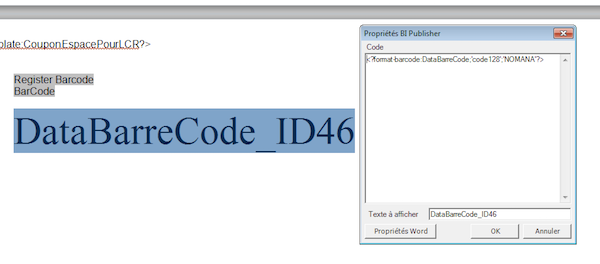 plate:CouponEspacePourLCR?>
Register Barcode
BarCode
DataBarreCode_ID46
Propriétés BI Publisher
Code
<?format-barcode:DataBarreCode;'code128';'NOMANA'?>
Texte à afficher
DataBarreCode_ID46
Propriétés Word
OK
Annuler